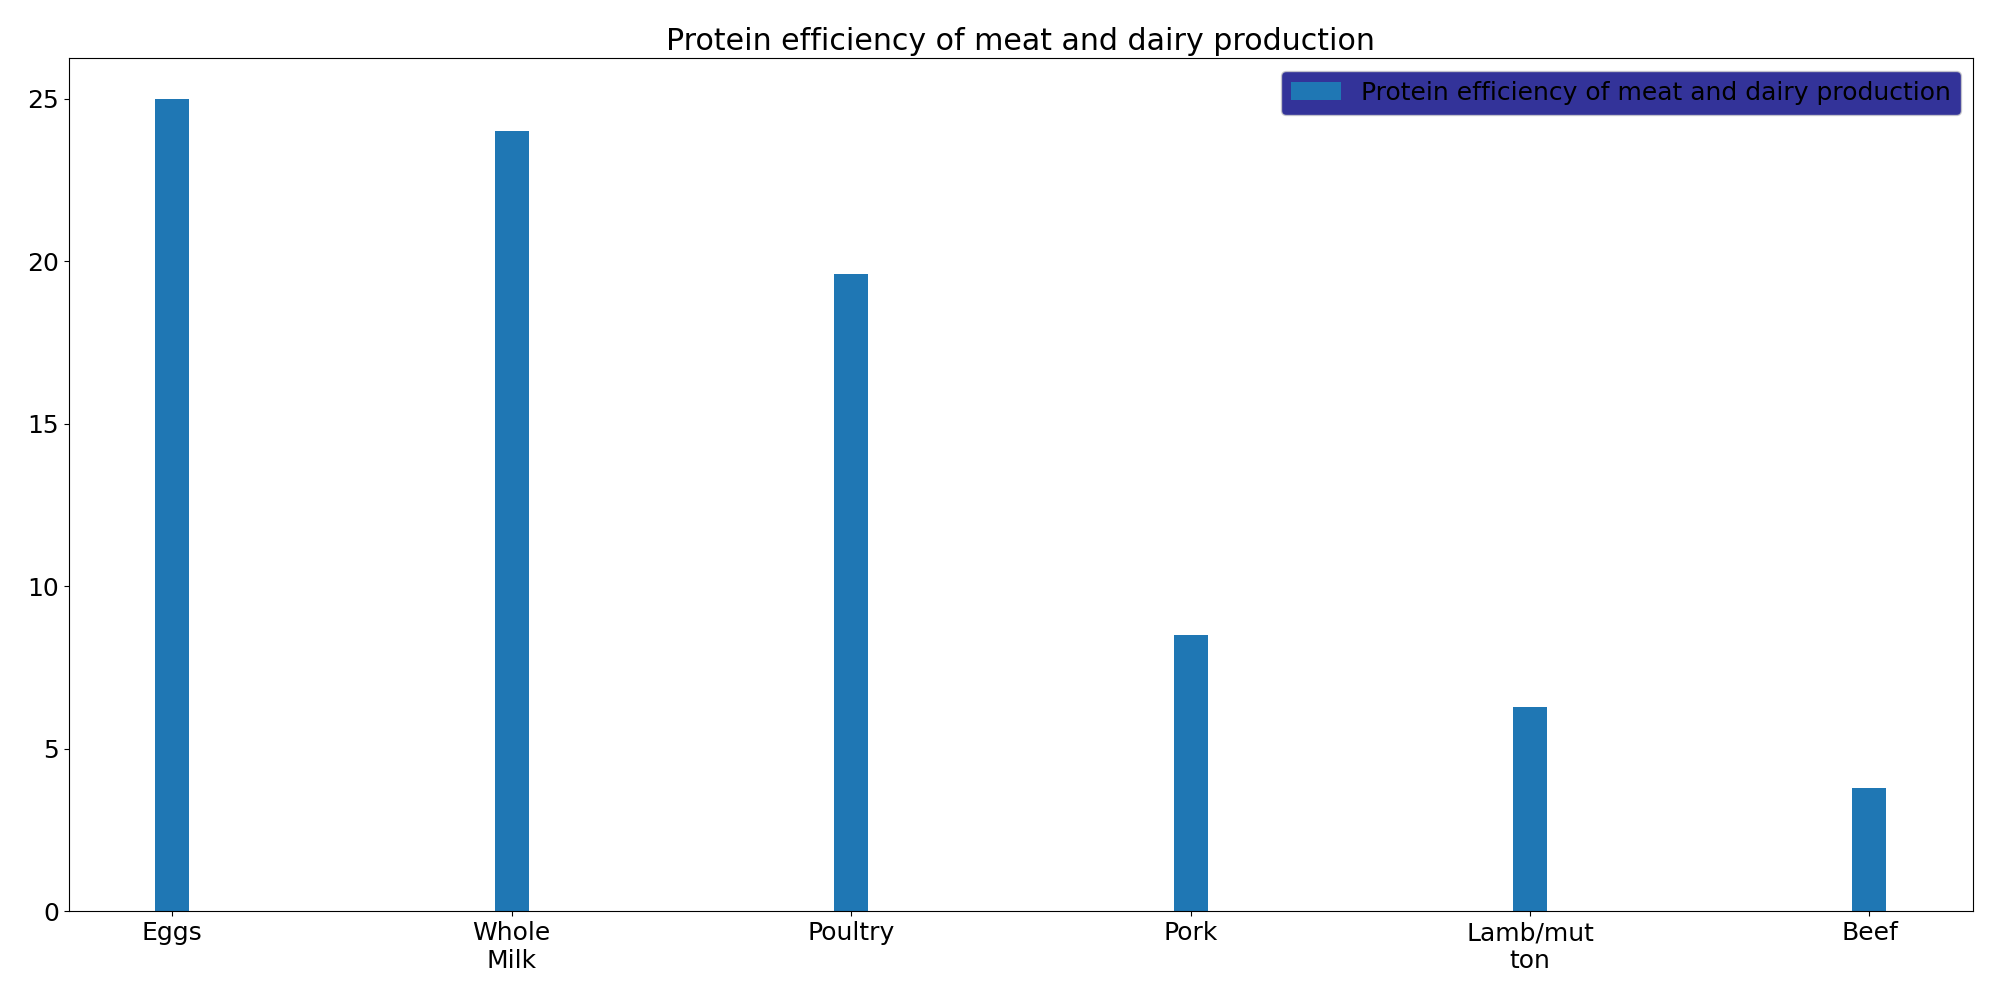 Protein efficiency of meat and dairy production
Protein efficiency of meat and dairy production
25
20
15
10
5
0
Eggs
Whole
Milk
Poultry
Pork
Lamb/mut
ton
Beef